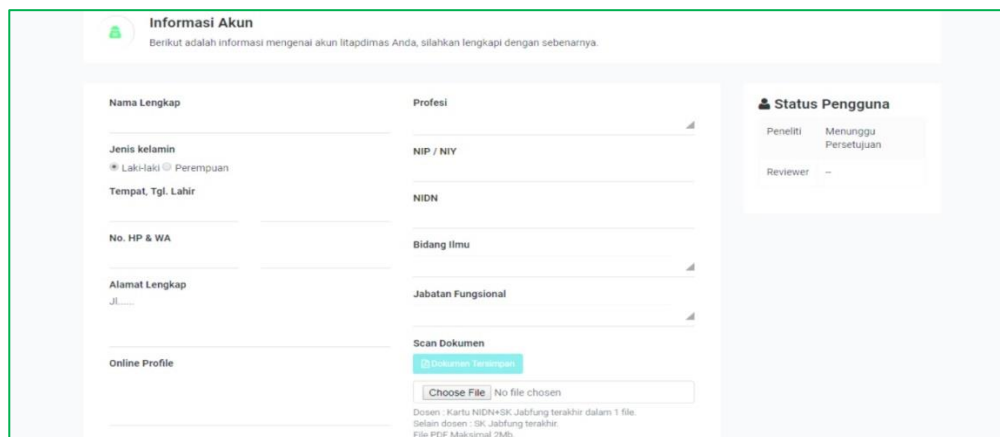 Informasi Akun
Berikut adalah informasi mengenai akun litapdimas Anda, silahkan lengkapi dengan sebenarnya.
Nama Lengkap
Jenis kelamin
Laki-laki Perempuan
Tempat, Tgl. Lahir
No. HP & WA
Alamat Lengkap
Jl......
Online Profile
Profesi
NIP / NIY
NIDN
Bidang Ilmu
Jabatan Fungsional
Scan Dokumen
Dokumen Tersimpan
Choose File No file chosen
Dosen : Kartu NIDN+SK Jabfung terakhir dalam 1 file.
Selain dosen : SK Jabfung terakhir.
File PDF Maksimal 2Mb.
Status Pengguna
Peneliti Menunggu
Persetujuan
Reviewer –